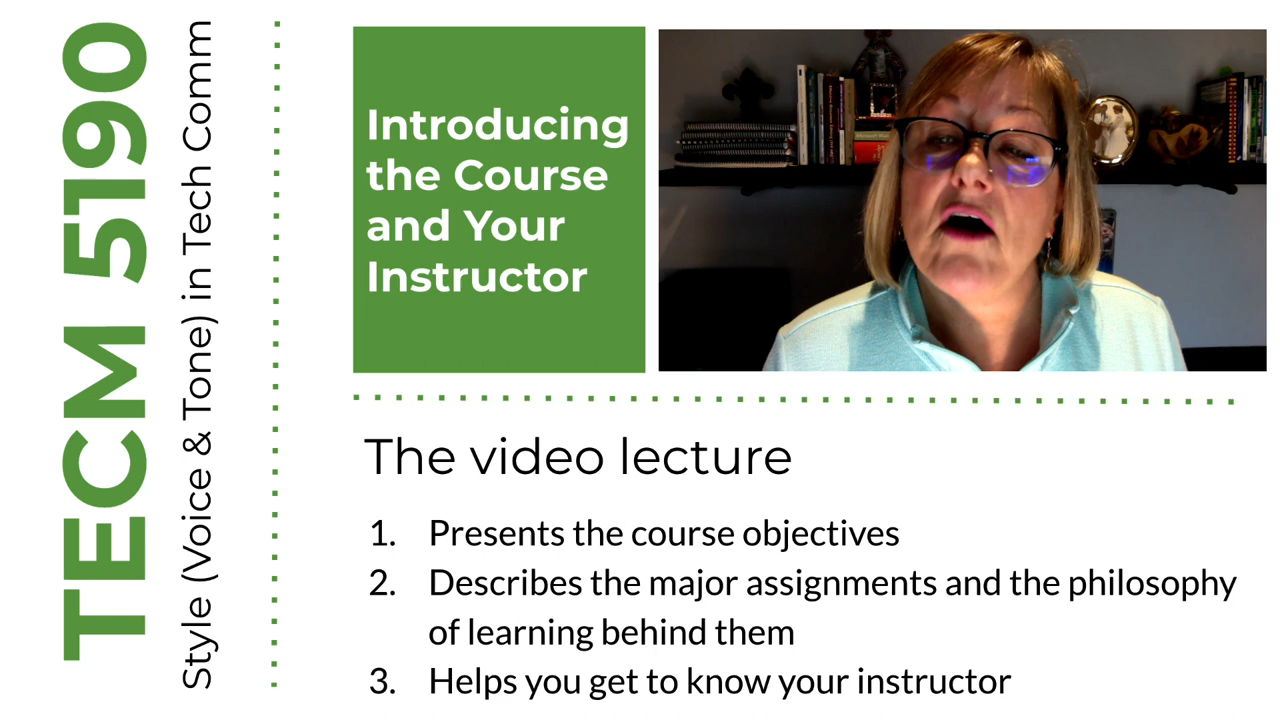 TECM 5190
Style (Voice & Tone) in Tech Comm
Introducing
the Course
and Your
Instructor
The video lecture
1. Presents the course objectives
2. Describes the major assignments and the philosophy
of learning behind them
3. Helps you get to know your instructor